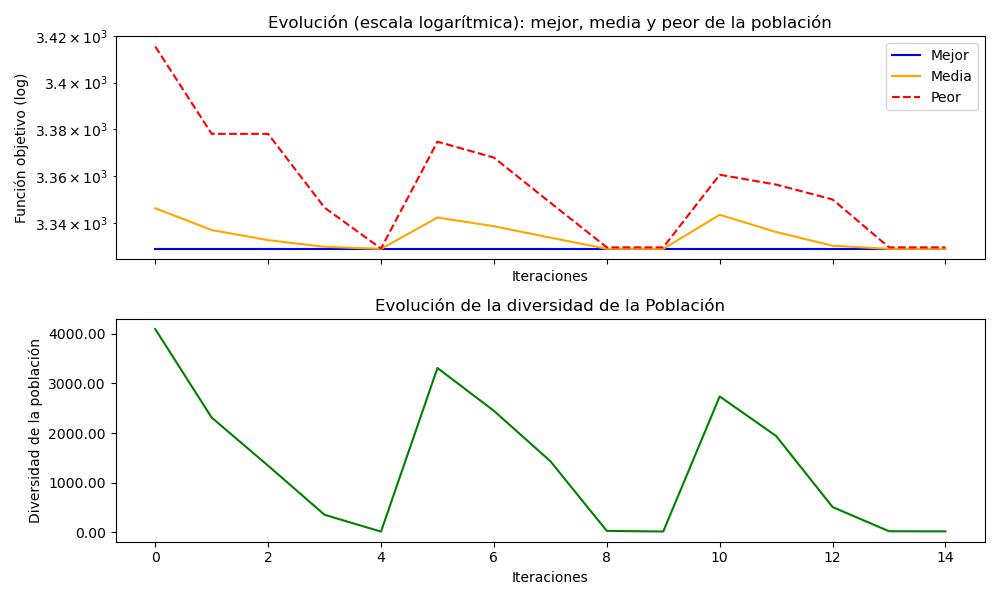 Evolución (escala logarítmica): mejor, media y peor de la población
3.42 × 10³
3.4 × 10³
3.38 × 10³
3.36 × 10³
3.34 × 10³
Función objetivo (log)
Mejor
Media
Peor
Iteraciones
Evolución de la diversidad de la Población
4000.00
3000.00
2000.00
1000.00
0.00
Diversidad de la población
0 2 4 6 8 10 12 14
Iteraciones